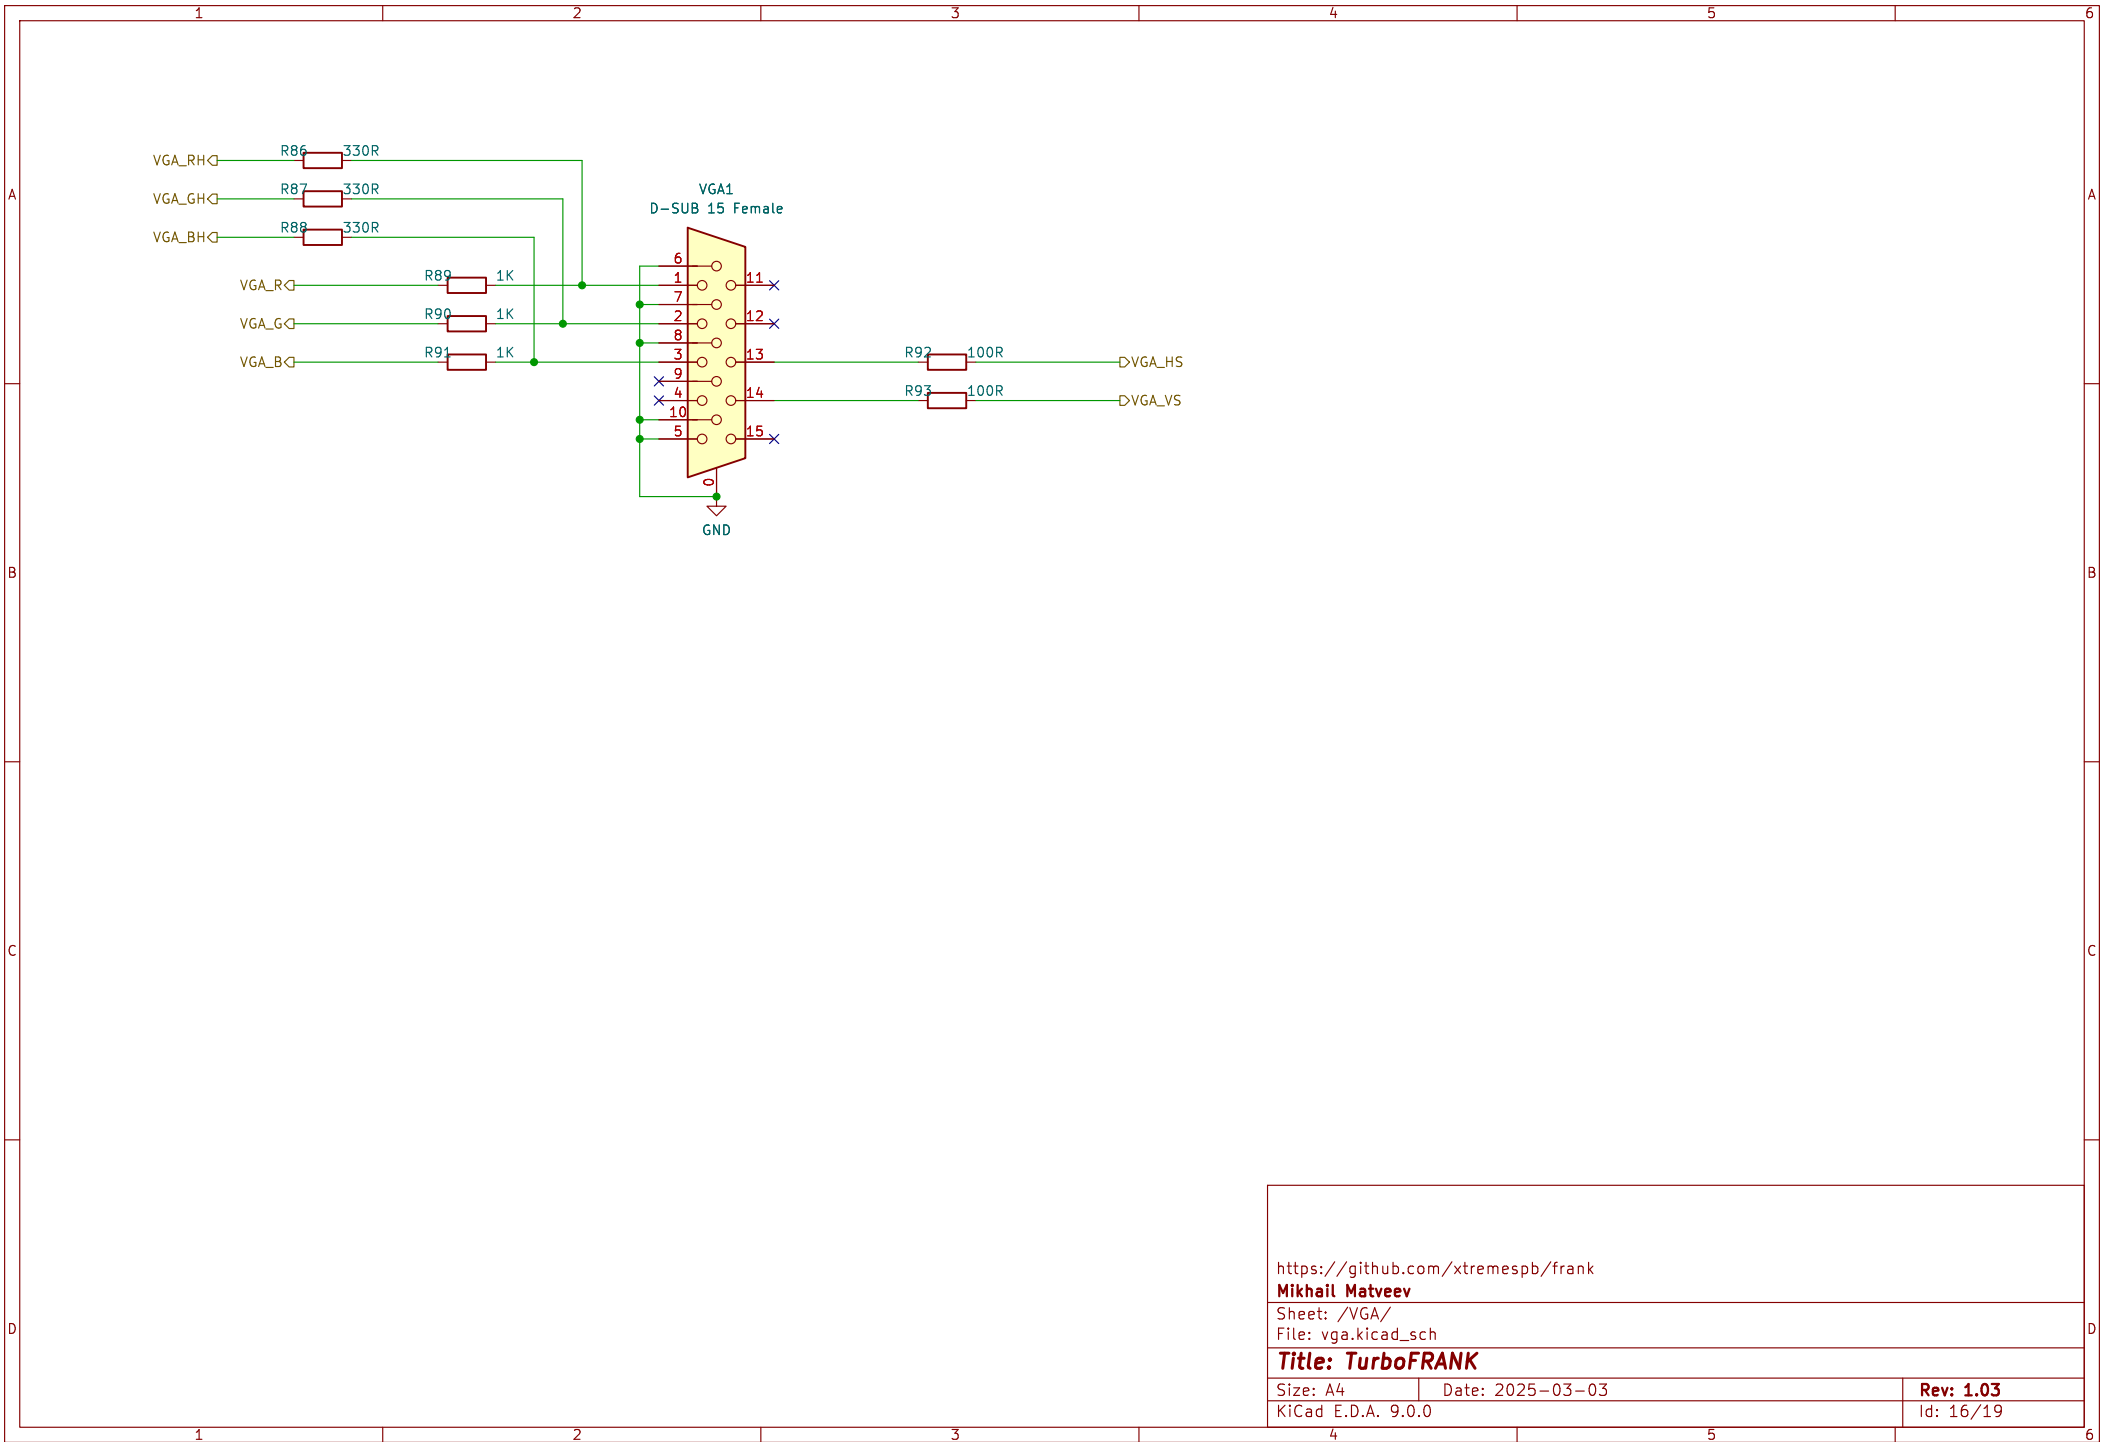 1 2 3 4 5 6
A A
B B
C C
D D
VGA_RH R86 330R
VGA_GH R87 330R
VGA_BH R88 330R
VGA_R R89 1K
VGA_G R90 1K
VGA_B R91 1K
VGA1
D-SUB 15 Female
6
1 11
7
2 12
8
3 13
9
4 14
10
5 15
0
GND
R92 100R VGA_HS
R93 100R VGA_VS
https://github.com/xtremespb/frank
Mikhail Matveev
Sheet: /VGA/
File: vga.kicad_sch
Title: TurboFRANK
Size: A4 Date: 2025-03-03 Rev: 1.03
KiCad E.D.A. 9.0.0 Id: 16/19
1 2 3 4 5 6